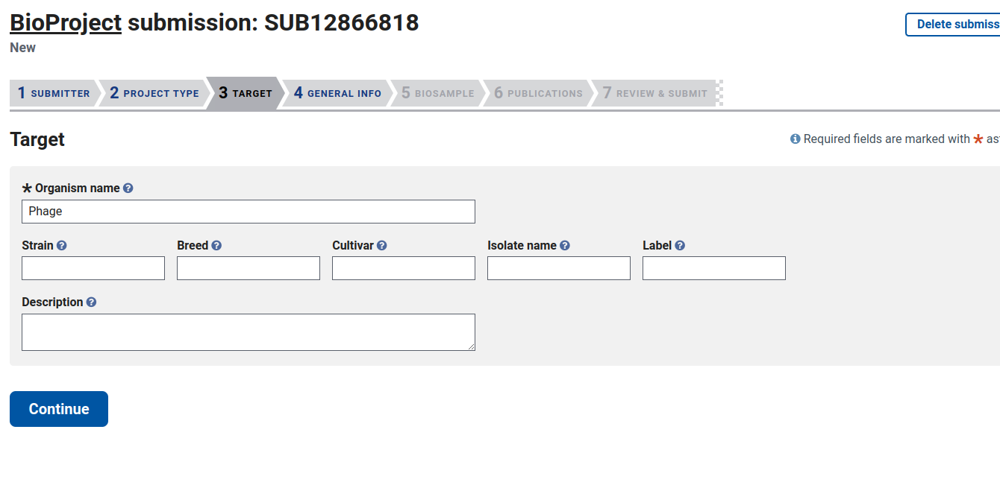 BioProject submission: SUB12866818
Delete submiss
New
1 SUBMITTER 2 PROJECT TYPE 3 TARGET 4 GENERAL INFO 5 BIOSAMPLE 6 PUBLICATIONS 7 REVIEW & SUBMIT
Target
Required fields are marked with * as
* Organism name
Phage
Strain Breed Cultivar Isolate name Label
Description
Continue